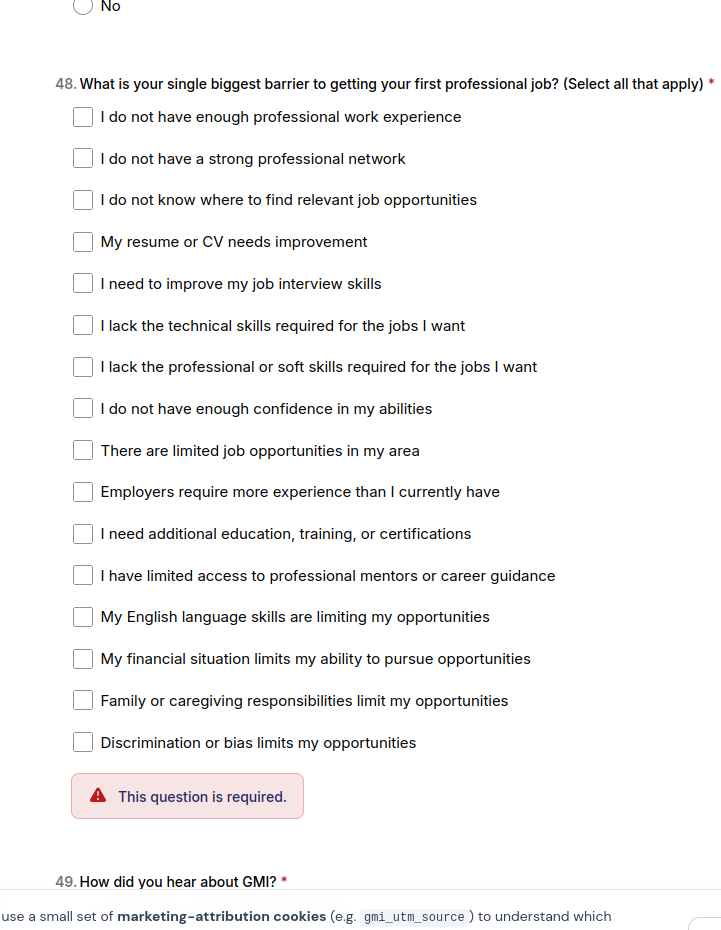 No
48. What is your single biggest barrier to getting your first professional job? (Select all that apply) *
I do not have enough professional work experience
I do not have a strong professional network
I do not know where to find relevant job opportunities
My resume or CV needs improvement
I need to improve my job interview skills
I lack the technical skills required for the jobs I want
I lack the professional or soft skills required for the jobs I want
I do not have enough confidence in my abilities
There are limited job opportunities in my area
Employers require more experience than I currently have
I need additional education, training, or certifications
I have limited access to professional mentors or career guidance
My English language skills are limiting my opportunities
My financial situation limits my ability to pursue opportunities
Family or caregiving responsibilities limit my opportunities
Discrimination or bias limits my opportunities
This question is required.
49. How did you hear about GMI? *
use a small set of marketing-attribution cookies (e.g. gmi_utm_source ) to understand which